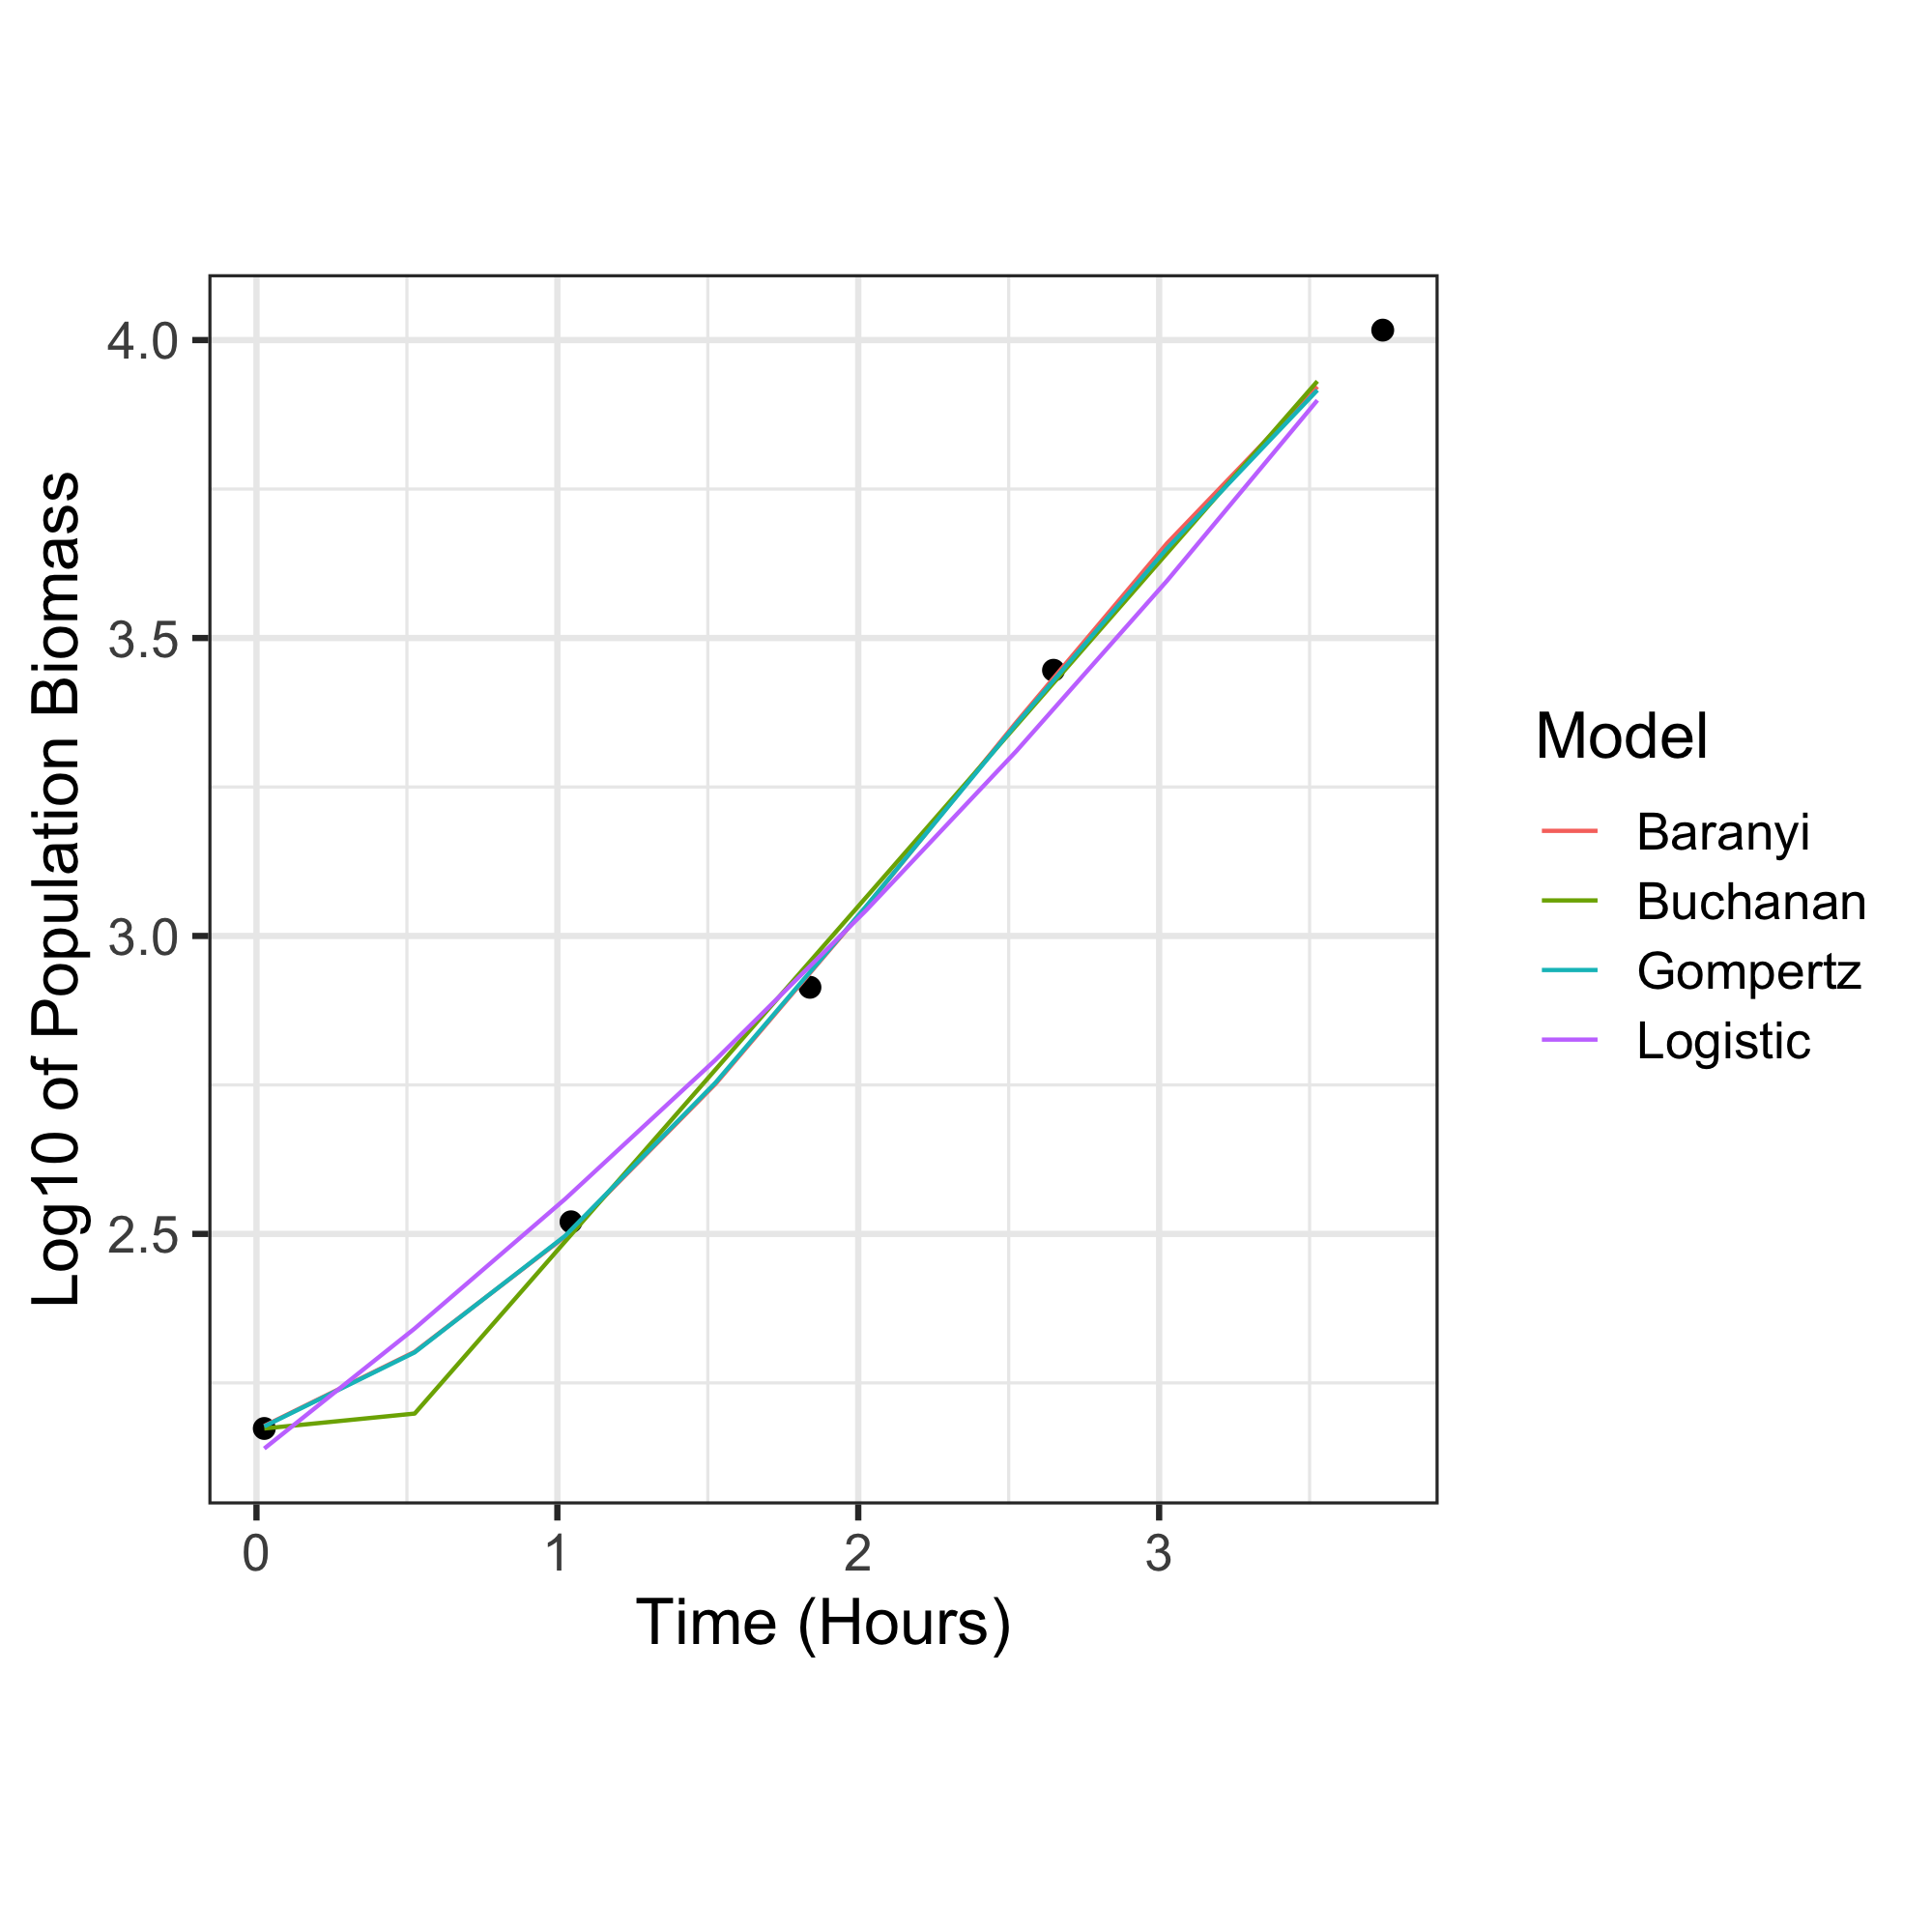 Log10 of Population Biomass
4.0
3.5
3.0
2.5
0 1 2 3
Time (Hours)
Model
Baranyi
Buchanan
Gompertz
Logistic